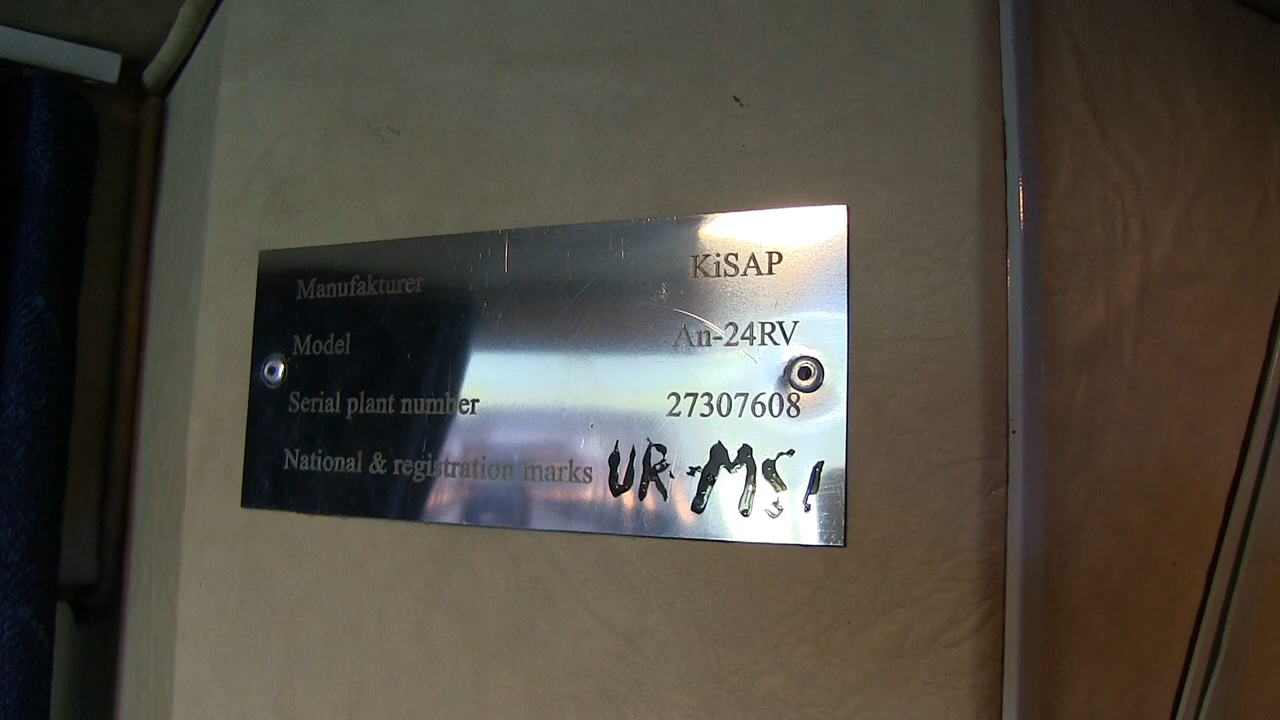 Manufakturer KiSAP
Model An-24RV
Serial plant number 27307608
National & registration marks UR-MSI